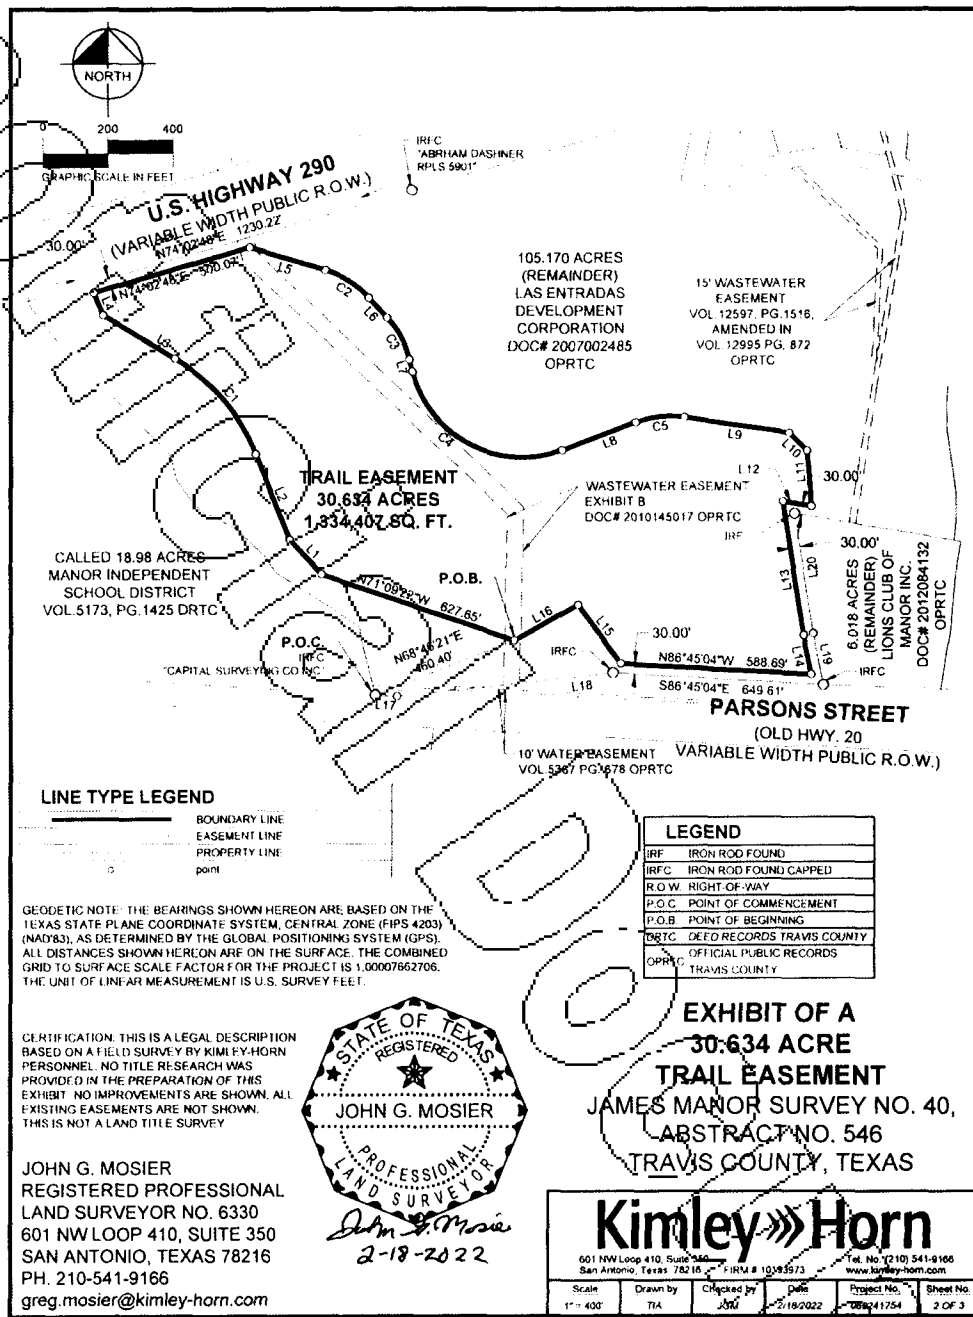 NORTH
0 200 400
GRAPHIC SCALE IN FEET
IRFC
"ABRHAM DASHNER
RPLS 5901"
U.S. HIGHWAY 290
(VARIABLE WIDTH PUBLIC R.O.W.)
30.00'
N74°02'48"E 1230.22'
N74°02'48"E 500.07'
L4
L5
C2
L6
C3
L7
C4
L3
C1
L2
L1
105.170 ACRES
(REMAINDER)
LAS ENTRADAS
DEVELOPMENT
CORPORATION
DOC# 2007002485
OPRTC
15' WASTEWATER
EASEMENT
VOL. 12597, PG.1516,
AMENDED IN
VOL. 12995 PG. 872
OPRTC
L8
C5
L9
L10
L11
30.00'
L12
TRAIL EASEMENT
30.634 ACRES
1,334,407 SQ. FT.
WASTEWATER EASEMENT
EXHIBIT B
DOC# 2010145017 OPRTC
IRF
30.00'
L13
L20
6.018 ACRES
(REMAINDER)
LIONS CLUB OF
MANOR INC.
DOC# 2012084132
OPRTC
CALLED 18.98 ACRES
MANOR INDEPENDENT
SCHOOL DISTRICT
VOL.5173, PG.1425 DRTC
N71°09'22"W 627.65'
P.O.B.
L16
L15
P.O.C.
IRFC
"CAPITAL SURVEYING CO INC"
N68°46'21"E
460.40'
L17
IRFC
L18
30.00'
N86°45'04"W 588.69'
S86°45'04"E 649.61'
L14
L19
IRFC
PARSONS STREET
(OLD HWY. 20
VARIABLE WIDTH PUBLIC R.O.W.)
10' WATER EASEMENT
VOL.5367 PG.1678 OPRTC
LINE TYPE LEGEND
BOUNDARY LINE
EASEMENT LINE
PROPERTY LINE
point
LEGEND
IRF IRON ROD FOUND
IRFC IRON ROD FOUND CAPPED
R.O.W. RIGHT-OF-WAY
P.O.C. POINT OF COMMENCEMENT
P.O.B. POINT OF BEGINNING
DRTC DEED RECORDS TRAVIS COUNTY
OPRTC OFFICIAL PUBLIC RECORDS
TRAVIS COUNTY
GEODETIC NOTE: THE BEARINGS SHOWN HEREON ARE BASED ON THE
TEXAS STATE PLANE COORDINATE SYSTEM, CENTRAL ZONE (FIPS 4203)
(NAD'83), AS DETERMINED BY THE GLOBAL POSITIONING SYSTEM (GPS).
ALL DISTANCES SHOWN HEREON ARE ON THE SURFACE. THE COMBINED
GRID TO SURFACE SCALE FACTOR FOR THE PROJECT IS 1.00007662706.
THE UNIT OF LINEAR MEASUREMENT IS U.S. SURVEY FEET.
CERTIFICATION: THIS IS A LEGAL DESCRIPTION
BASED ON A FIELD SURVEY BY KIMLEY-HORN
PERSONNEL. NO TITLE RESEARCH WAS
PROVIDED IN THE PREPARATION OF THIS
EXHIBIT. NO IMPROVEMENTS ARE SHOWN. ALL
EXISTING EASEMENTS ARE NOT SHOWN.
THIS IS NOT A LAND TITLE SURVEY
STATE OF TEXAS
REGISTERED
JOHN G. MOSIER
PROFESSIONAL
LAND SURVEYOR
John G. Mosier
2-18-2022
EXHIBIT OF A
30.634 ACRE
TRAIL EASEMENT
JAMES MANOR SURVEY NO. 40,
ABSTRACT NO. 546
TRAVIS COUNTY, TEXAS
JOHN G. MOSIER
REGISTERED PROFESSIONAL
LAND SURVEYOR NO. 6330
601 NW LOOP 410, SUITE 350
SAN ANTONIO, TEXAS 78216
PH. 210-541-9166
greg.mosier@kimley-horn.com
Kimley»Horn
601 NW Loop 410, Suite 350
San Antonio, Texas 78216 FIRM # 10193973
Tel. No. (210) 541-9166
www.kimley-horn.com
Scale Drawn by Checked by Date Project No. Sheet No.
1" = 400' TIA JGM 2/18/2022 069241754 2 OF 3